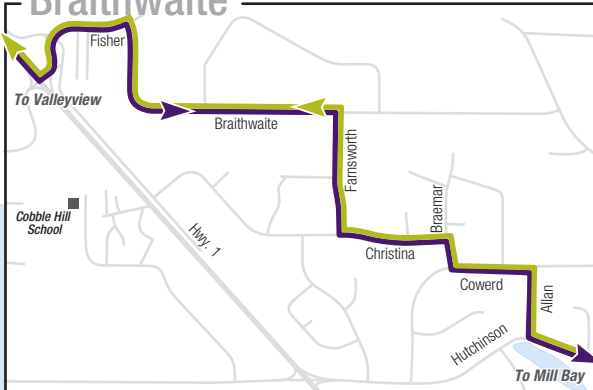 Braithwaite
Fisher
To Valleyview
Braithwaite
Farnsworth
Cobble Hill
School
Hwy. 1
Braemar
Christina
Cowerd
Allan
Hutchinson
To Mill Bay